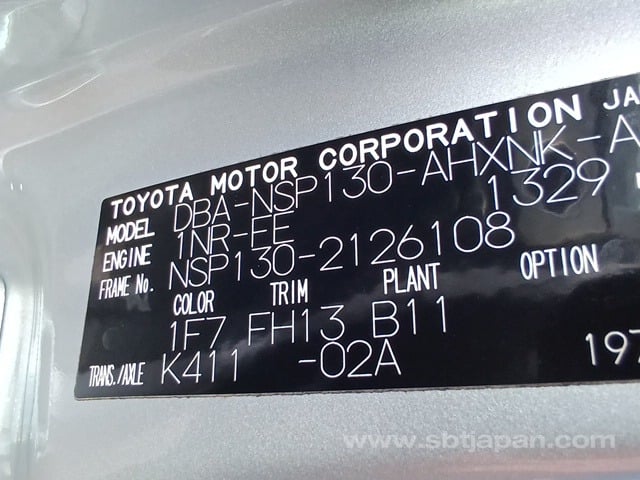 TOYOTA MOTOR CORPORATION JA
MODEL DBA-NSP130-AHXNK-A
ENGINE 1NR-FE 1329
FRAME No. NSP130-2126108
COLOR TRIM PLANT OPTION
1F7 FH13 B11
TRANS./AXLE K411 -02A 197
www.sbtjapan.com